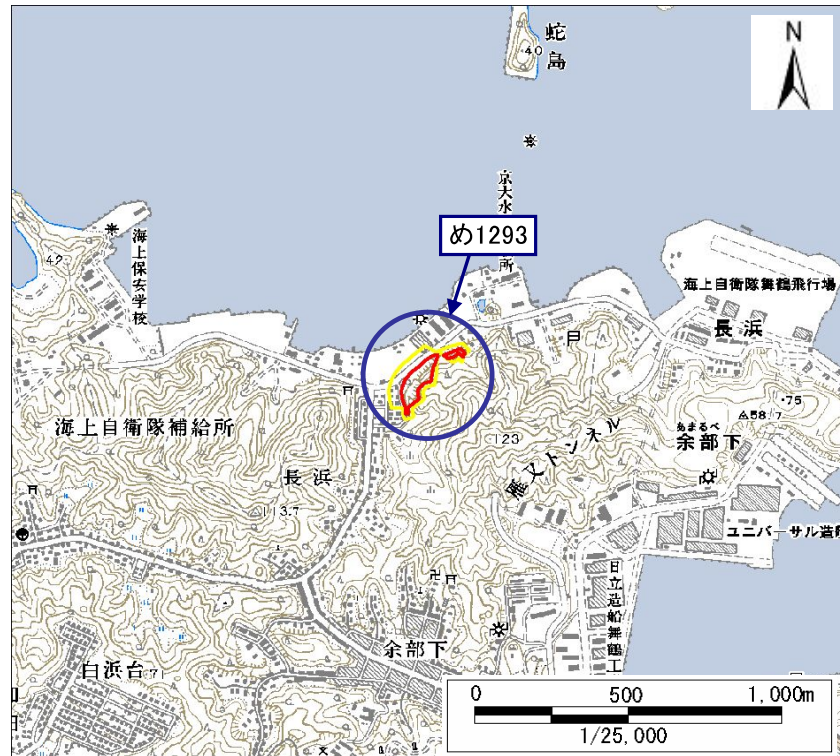 蛇島
・40
N
京大水
所
め1293
42
海上保安学校
海上自衛隊舞鶴飛行場
長浜
・75
△58.7
あまるべ
余部下
123
雁又トンネル
海上自衛隊補給所
長浜
△113.7
ユニバーサル造船
日立造船舞鶴工
余部下
白浜台
71
0 500 1,000m
1/25,000